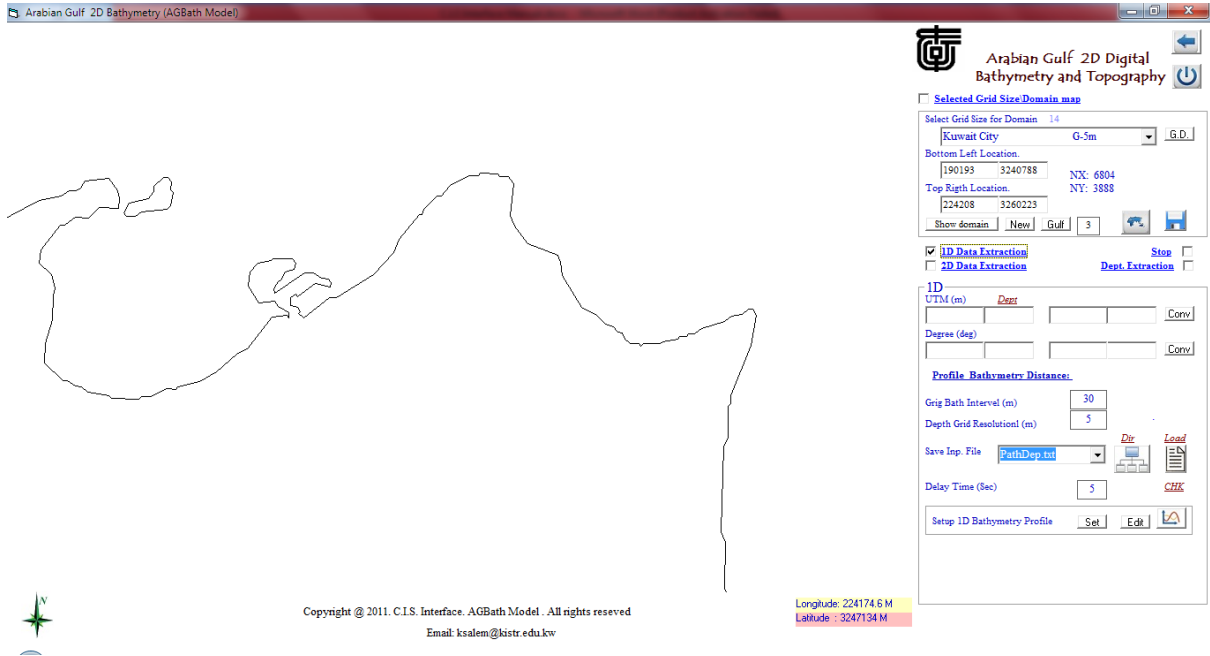 Arabian Gulf 2D Bathymetry (AGBath Model)
Arabian Gulf 2D Digital
Bathymetry and Topography
Selected Grid Size\Domain map
Select Grid Size for Domain 14
Kuwait City G-5m G.D.
Bottom Left Location.
190193 3240788 NX: 6804
Top Rigth Location. NY: 3888
224208 3260223
Show domain New Gulf 3
1D Data Extraction Stop
2D Data Extraction Dept. Extraction
1D
UTM (m) Dept
Conv
Degree (deg)
Conv
Profile Bathymetry Distance:
Grig Bath Intervel (m) 30
Depth Grid Resolutionl (m) 5
Dir Load
Save Inp. File PathDep.txt
Delay Time (Sec) 5 CHK
Setup 1D Bathymetry Profile Set Edit
N
Longitude: 224174.6 M
Latitude : 3247134 M
Copyright @ 2011. C.I.S. Interface. AGBath Model . All rights reseved
Email: ksalem@kistr.edu.kw